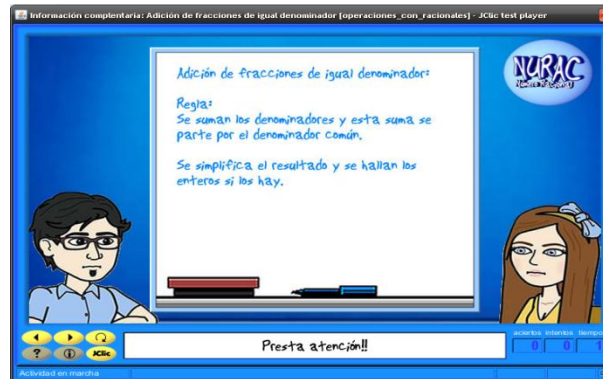 Información complentaria: Adición de fracciones de igual denominador [operaciones_con_racionales] - JClic test player
NURAC
Adición de fracciones de igual denominador:
Regla:
Se suman los denominadores y esta suma se
parte por el denominador común.
Se simplifica el resultado y se hallan los
enteros si los hay.
Presta atención!!
aciertos intentos tiempo
0 0 1
? i JClic
Actividad en marcha